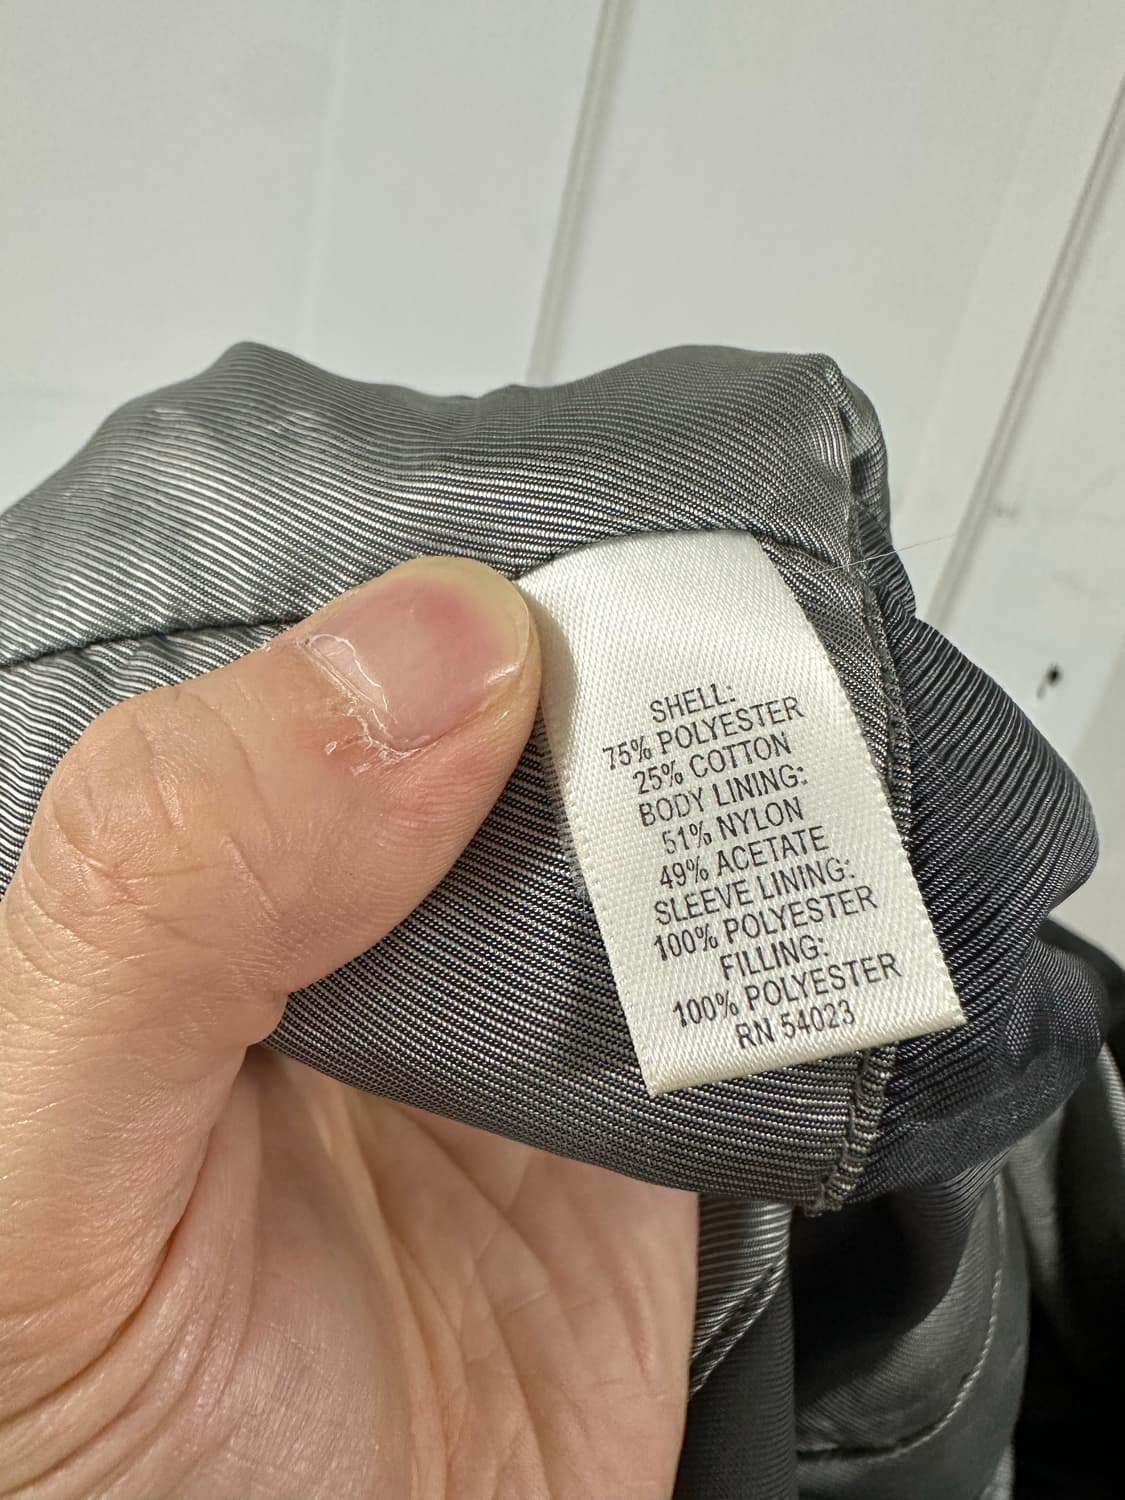 SHELL:
75% POLYESTER
25% COTTON
BODY LINING:
51% NYLON
49% ACETATE
SLEEVE LINING:
100% POLYESTER
FILLING:
100% POLYESTER
RN 54023